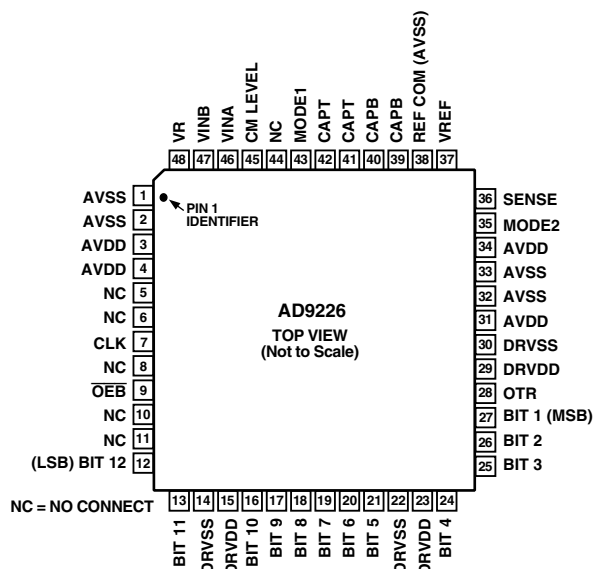 VR
VINB
VINA
CM LEVEL
NC
MODE1
CAPT
CAPT
CAPB
CAPB
REF COM (AVSS)
VREF
48
47
46
45
44
43
42
41
40
39
38
37
AVSS 1
AVSS 2
AVDD 3
AVDD 4
NC 5
NC 6
CLK 7
NC 8
OEB 9
NC 10
NC 11
(LSB) BIT 12 12
PIN 1
IDENTIFIER
AD9226
TOP VIEW
(Not to Scale)
36 SENSE
35 MODE2
34 AVDD
33 AVSS
32 AVSS
31 AVDD
30 DRVSS
29 DRVDD
28 OTR
27 BIT 1 (MSB)
26 BIT 2
25 BIT 3
NC = NO CONNECT
13
14
15
16
17
18
19
20
21
22
23
24
BIT 11
DRVSS
DRVDD
BIT 10
BIT 9
BIT 8
BIT 7
BIT 6
BIT 5
DRVSS
DRVDD
BIT 4